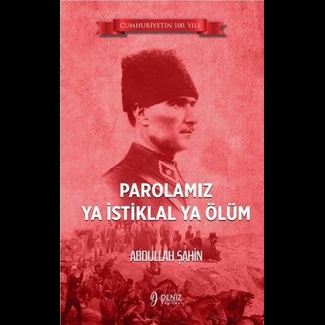 CUMHURİYETİN 100. YILI
PAROLAMIZ
YA İSTİKLAL YA ÖLÜM
ABDULLAH ŞAHİN
DENİZ